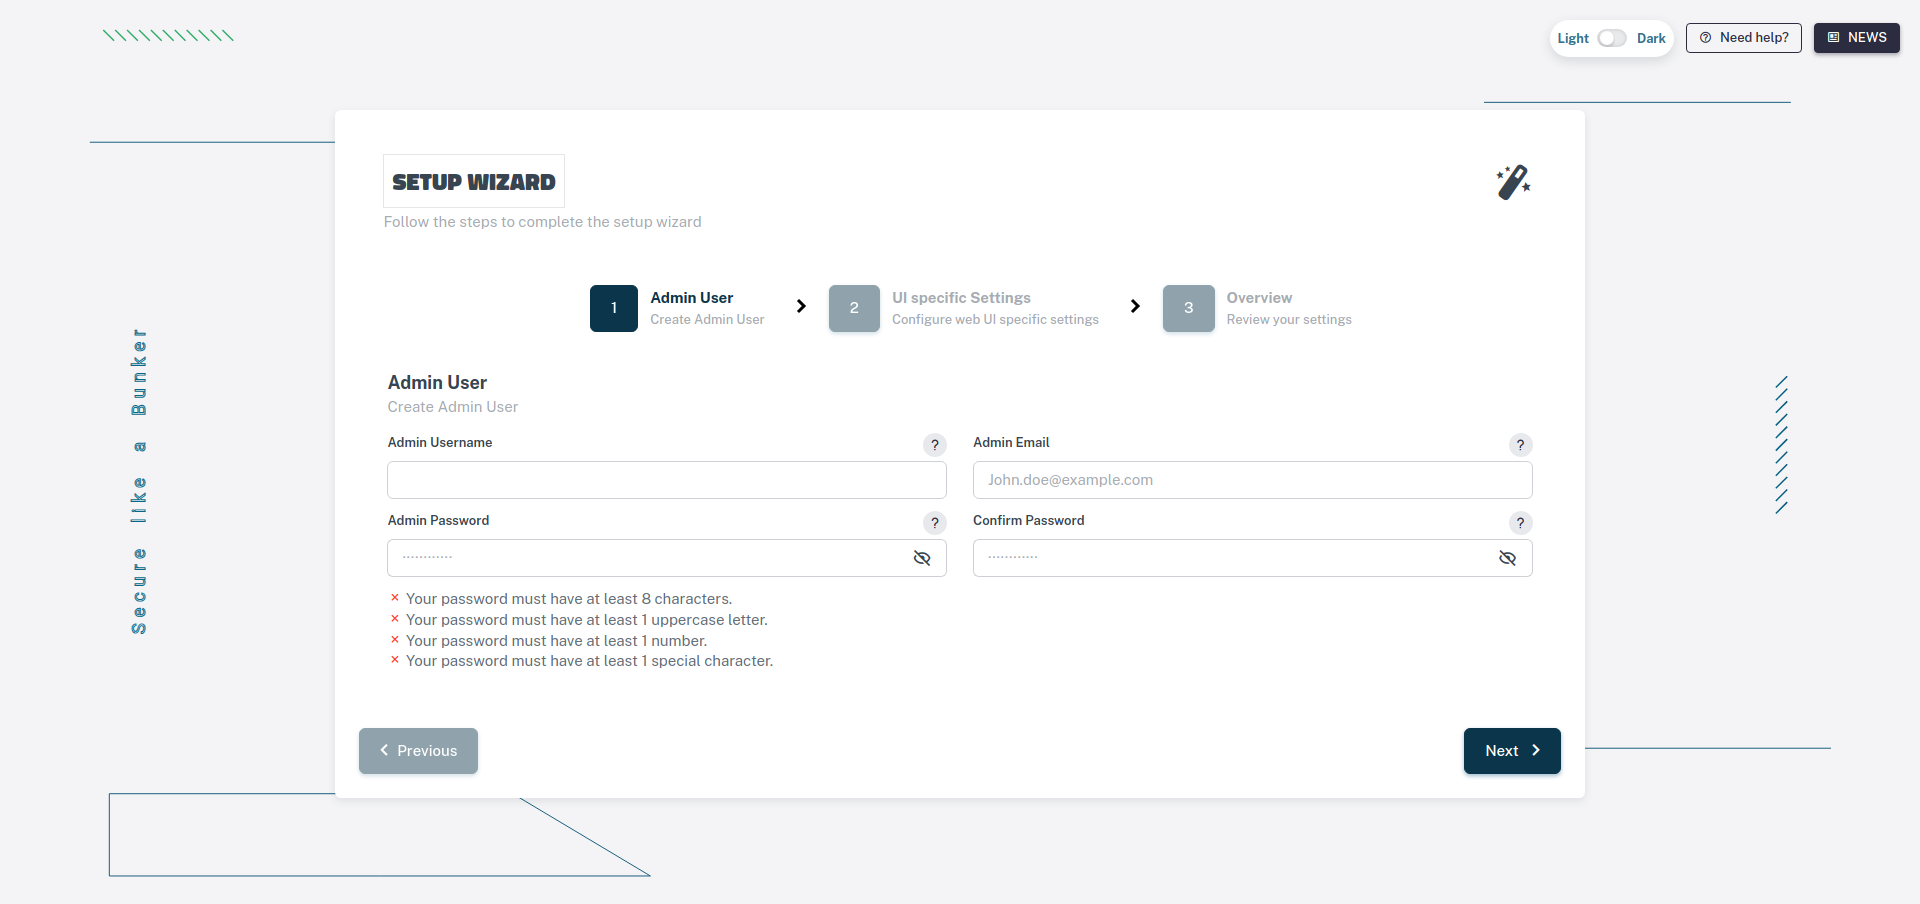 Light
Dark
Need help?
NEWS
SETUP WIZARD
Follow the steps to complete the setup wizard
1
Admin User
Create Admin User
2
UI specific Settings
Configure web UI specific settings
3
Overview
Review your settings
Secure like a Bunker
Admin User
Create Admin User
Admin Username
?
Admin Email
?
John.doe@example.com
Admin Password
?
Confirm Password
?
············
············
× Your password must have at least 8 characters.
× Your password must have at least 1 uppercase letter.
× Your password must have at least 1 number.
× Your password must have at least 1 special character.
Previous
Next